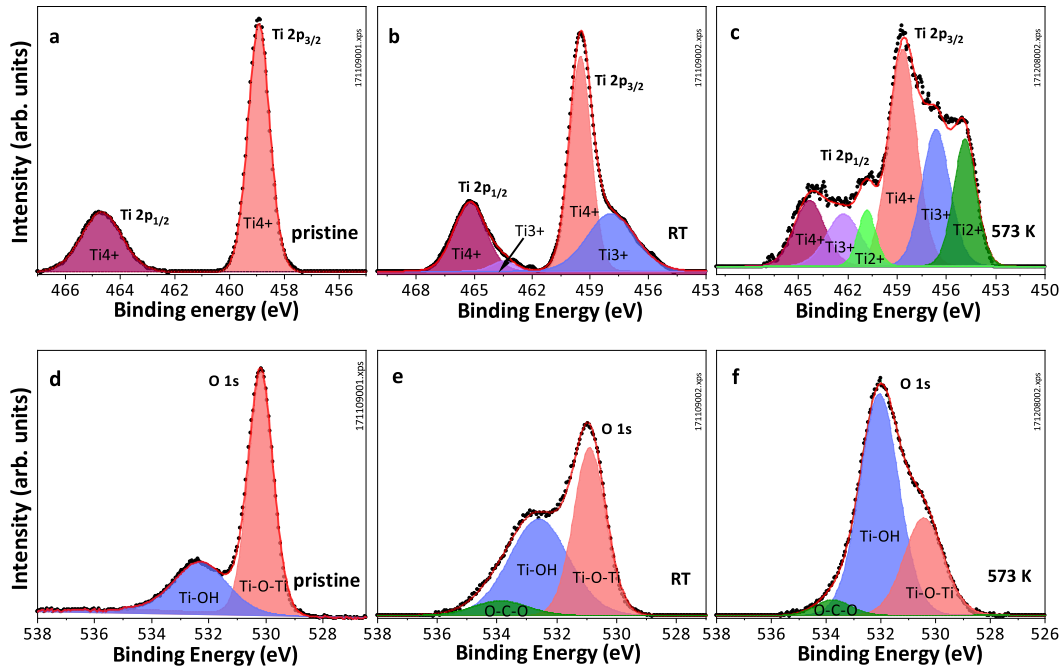 a
Ti 2p3/2
Ti 2p1/2
Ti4+
Ti4+
pristine
171109001.xps
Intensity (arb. units)
466 464 462 460 458 456
Binding energy (eV)
b
Ti 2p3/2
Ti 2p1/2
Ti3+
Ti4+
Ti4+
Ti3+
RT
171109002.xps
467 465 463 461 459 457 455 453
Binding Energy (eV)
c
Ti 2p3/2
Ti 2p1/2
Ti4+
Ti3+
Ti2+
Ti4+
Ti3+
Ti2+
573 K
171208002.xps
468 465 462 459 456 453 450
Binding Energy (eV)
d
O 1s
Ti-OH
Ti-O-Ti
pristine
171109001.xps
Intensity (arb. units)
538 536 534 532 530 528
Binding Energy (eV)
e
O 1s
Ti-OH
Ti-O-Ti
O-C-O
RT
171109002.xps
538 536 534 532 530 528
Binding Energy (eV)
f
O 1s
Ti-OH
Ti-O-Ti
O-C-O
573 K
171208002.xps
538 536 534 532 530 528 526
Binding Energy (eV)